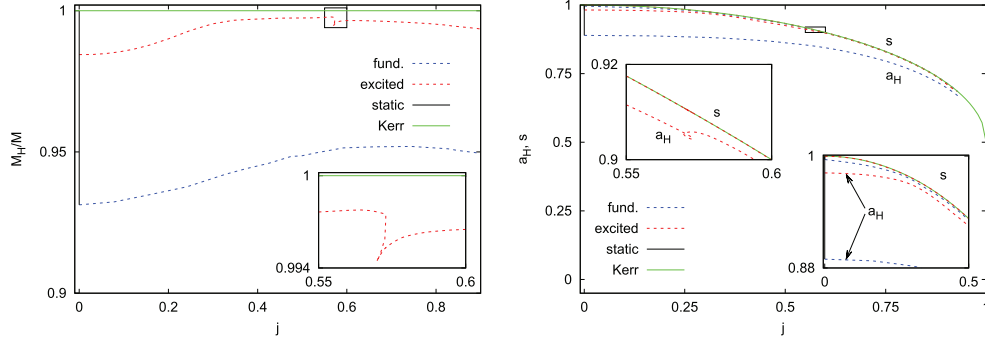 1
0.95
0.9
M_H/M
0
0.2
0.4
0.6
0.8
j
fund.
excited
static
Kerr
1
0.994
0.55
0.6
1
0.75
0.5
0.25
0
a_H, s
0
0.25
0.5
0.75
1
j
s
a_H
0.92
0.9
0.55
0.6
s
a_H
fund.
excited
static
Kerr
1
0.88
0
0.5
s
a_H